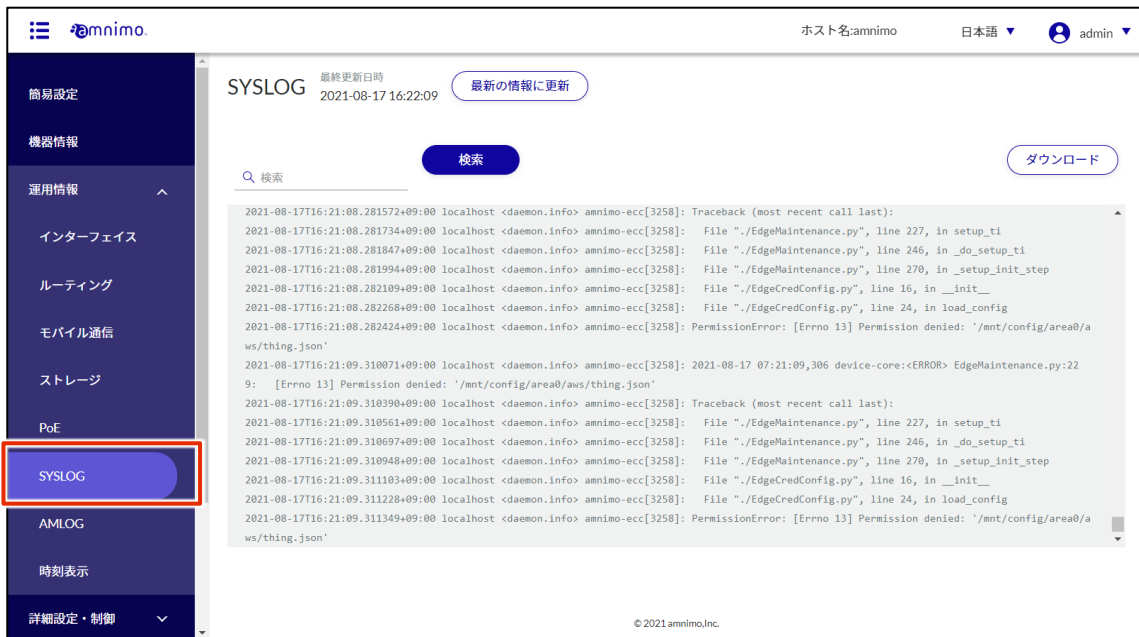 amnimo.
ホスト名:amnimo
日本語 ▼
admin ▼
簡易設定
機器情報
運用情報
インターフェイス
ルーティング
モバイル通信
ストレージ
PoE
SYSLOG
AMLOG
時刻表示
詳細設定・制御
SYSLOG
最終更新日時
2021-08-17 16:22:09
最新の情報に更新
検索
検索
ダウンロード
2021-08-17T16:21:08.281572+09:00 localhost <daemon.info> amnimo-ecc[3258]: Traceback (most recent call last):
2021-08-17T16:21:08.281734+09:00 localhost <daemon.info> amnimo-ecc[3258]:   File "./EdgeMaintenance.py", line 227, in setup_ti
2021-08-17T16:21:08.281847+09:00 localhost <daemon.info> amnimo-ecc[3258]:   File "./EdgeMaintenance.py", line 246, in _do_setup_ti
2021-08-17T16:21:08.281994+09:00 localhost <daemon.info> amnimo-ecc[3258]:   File "./EdgeMaintenance.py", line 270, in _setup_init_step
2021-08-17T16:21:08.282109+09:00 localhost <daemon.info> amnimo-ecc[3258]:   File "./EdgeCredConfig.py", line 16, in __init__
2021-08-17T16:21:08.282268+09:00 localhost <daemon.info> amnimo-ecc[3258]:   File "./EdgeCredConfig.py", line 24, in load_config
2021-08-17T16:21:08.282424+09:00 localhost <daemon.info> amnimo-ecc[3258]: PermissionError: [Errno 13] Permission denied: '/mnt/config/area0/a
ws/thing.json'
2021-08-17T16:21:09.310071+09:00 localhost <daemon.info> amnimo-ecc[3258]: 2021-08-17 07:21:09,306 device-core:<ERROR> EdgeMaintenance.py:22
9:   [Errno 13] Permission denied: '/mnt/config/area0/aws/thing.json'
2021-08-17T16:21:09.310390+09:00 localhost <daemon.info> amnimo-ecc[3258]: Traceback (most recent call last):
2021-08-17T16:21:09.310561+09:00 localhost <daemon.info> amnimo-ecc[3258]:   File "./EdgeMaintenance.py", line 227, in setup_ti
2021-08-17T16:21:09.310697+09:00 localhost <daemon.info> amnimo-ecc[3258]:   File "./EdgeMaintenance.py", line 246, in _do_setup_ti
2021-08-17T16:21:09.310948+09:00 localhost <daemon.info> amnimo-ecc[3258]:   File "./EdgeMaintenance.py", line 270, in _setup_init_step
2021-08-17T16:21:09.311103+09:00 localhost <daemon.info> amnimo-ecc[3258]:   File "./EdgeCredConfig.py", line 16, in __init__
2021-08-17T16:21:09.311228+09:00 localhost <daemon.info> amnimo-ecc[3258]:   File "./EdgeCredConfig.py", line 24, in load_config
2021-08-17T16:21:09.311349+09:00 localhost <daemon.info> amnimo-ecc[3258]: PermissionError: [Errno 13] Permission denied: '/mnt/config/area0/a
ws/thing.json'
© 2021 amnimo,Inc.